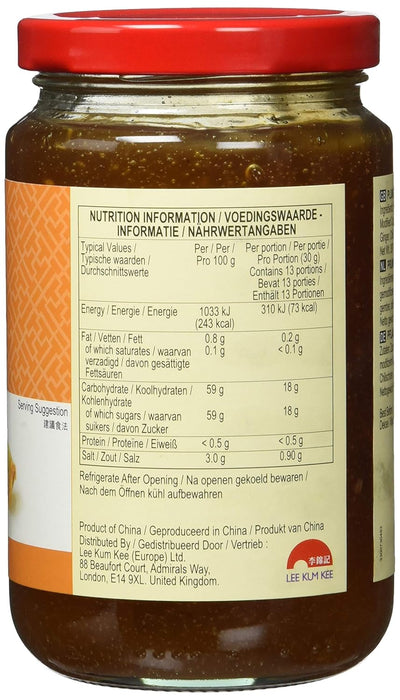 NUTRITION INFORMATION / VOEDINGSWAARDE -
INFORMATIE / NÄHRWERTANGABEN
Typical Values / Per / Per / Per portion / Per portie /
Typische waarden / Pro 100 g Portion (30 g)
Durchschnittswerte Contains 13 portions /
Bevat 13 porties /
Enthält 13 Portionen
Energy / Energie / Energie 1033 kJ 310 kJ (73 kcal)
(243 kcal)
Fat / Vetten / Fett 0.8 g 0.2 g
of which saturates / waarvan 0.1 g < 0.1 g
verzadigd / davon gesättigte
Fettsäuren
Carbohydrate / Koolhydraten / 59 g 18 g
Kohlenhydrate
of which sugars / waarvan 59 g 18 g
suikers / davon Zucker
Protein / Proteine / Eiweiß < 0.5 g < 0.5 g
Salt / Zout / Salz 3.0 g 0.90 g
Refrigerate After Opening / Na openen gekoeld bewaren /
Nach dem Öffnen kühl aufbewahren
Product of China / Geproduceerd in China / Produkt van China
Distributed By / Gedistribueerd Door / Vertrieb :
Lee Kum Kee (Europe) Ltd.
88 Beaufort Court, Admirals Way,
London, E14 9XL. United Kingdom.
李錦記
LEE KUM KEE
Serving Suggestion
建議食法
GB
NL
DE